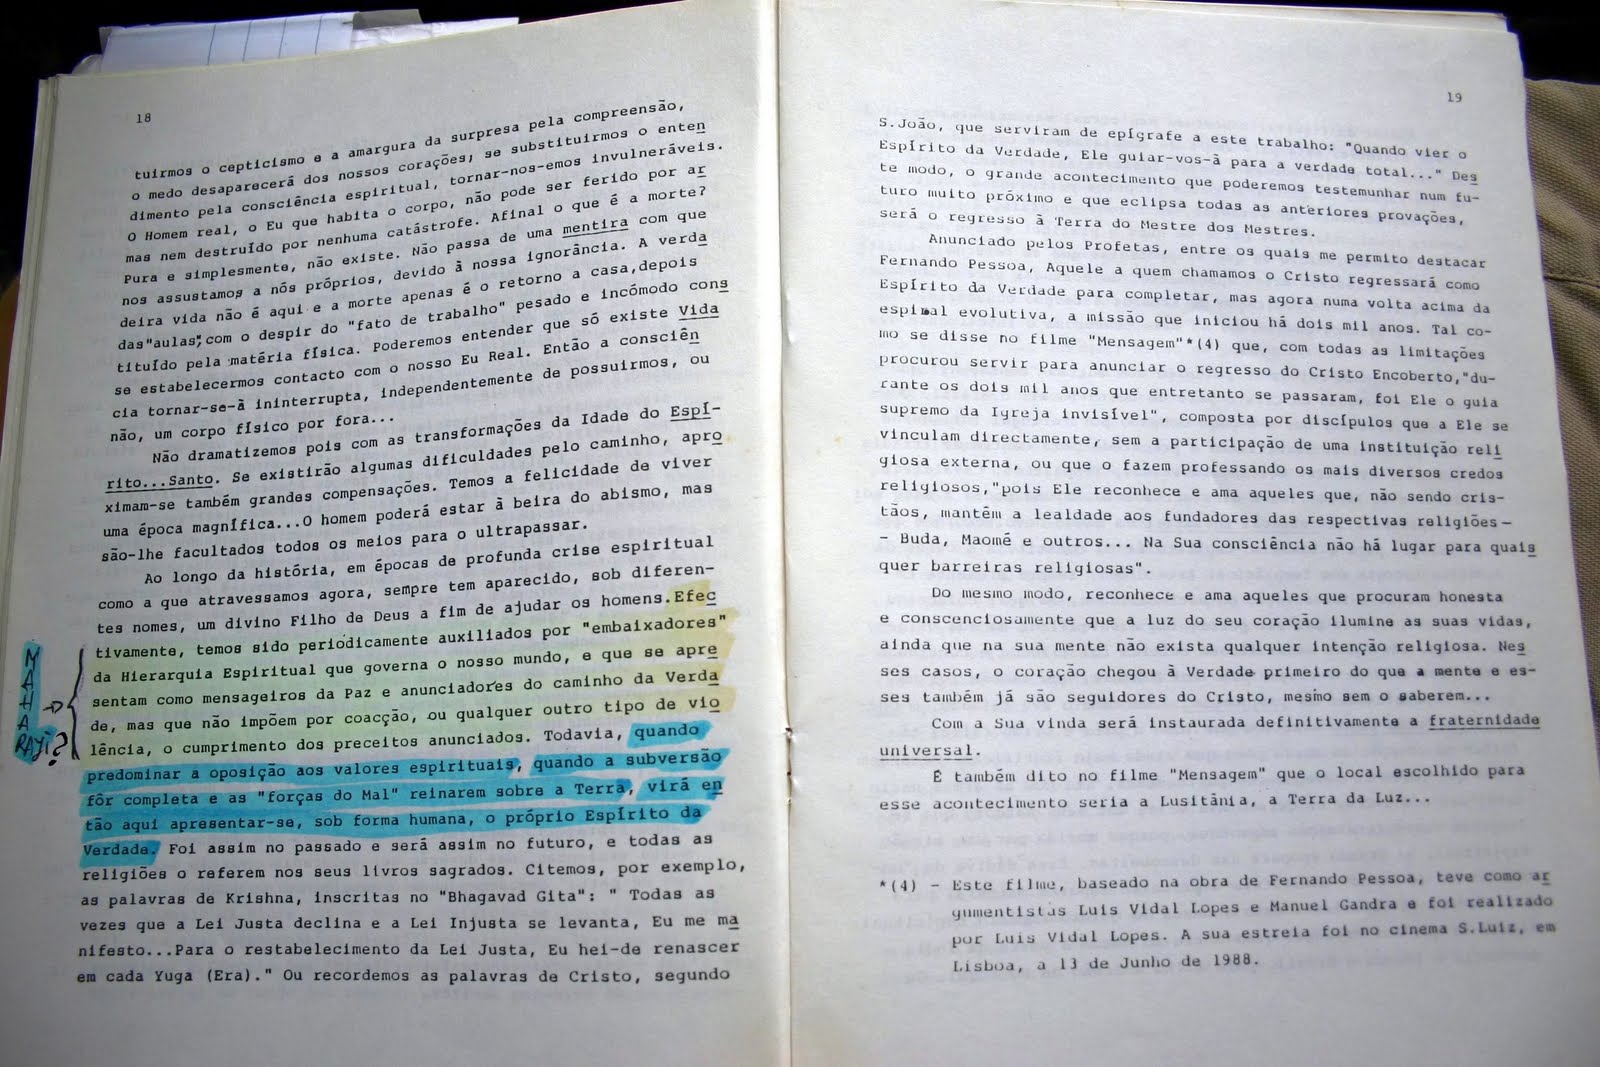 18
tuirmos o cepticismo e a amargura da surpresa pela compreensão,
o medo desaparecerá dos nossos corações; se substituirmos o enten
dimento pela consciência espiritual, tornar-nos-emos invulneráveis.
O Homem real, o Eu que habita o corpo, não pode ser ferido por ar
mas nem destruído por nenhuma catástrofe. Afinal o que é a morte?
Pura e simplesmente, não existe. Não passa de uma mentira com que
nos assustamos a nós próprios, devido à nossa ignorância. A verda
deira vida não é aqui e a morte apenas é o retorno a casa,depois
das"aulas", com o despir do "fato de trabalho" pesado e incómodo cons
tituído pela matéria física. Poderemos entender que só existe Vida
se estabelecermos contacto com o nosso Eu Real. Então a consciên
cia tornar-se-à ininterrupta, independentemente de possuirmos, ou
não, um corpo físico por fora...
Não dramatizemos pois com as transformações da Idade do Espí-
rito...Santo. Se existirão algumas dificuldades pelo caminho, apro
ximam-se também grandes compensações. Temos a felicidade de viver
uma época magnífica...O homem poderá estar à beira do abismo, mas
são-lhe facultados todos os meios para o ultrapassar.
Ao longo da história, em épocas de profunda crise espiritual
como a que atravessamos agora, sempre tem aparecido, sob diferen-
tes nomes, um divino Filho de Deus a fim de ajudar os homens.Efec
tivamente, temos sido periòdicamente auxiliados por "embaixadores"
da Hierarquia Espiritual que governa o nosso mundo, e que se apre
sentam como mensageiros da Paz e anunciadores do caminho da Verda
de, mas que não impõem por coacção, ou qualquer outro tipo de vio
lência, o cumprimento dos preceitos anunciados. Todavia, quando
predominar a oposição aos valores espirituais, quando a subversão
fôr completa e as "forças do Mal" reinarem sobre a Terra, virá en
tão aqui apresentar-se, sob forma humana, o próprio Espírito da
Verdade. Foi assim no passado e será assim no futuro, e todas as
religiões o referem nos seus livros sagrados. Citemos, por exemplo,
as palavras de Krishna, inscritas no "Bhagavad Gita": " Todas as
vezes que a Lei Justa declina e a Lei Injusta se levanta, Eu me ma
nifesto...Para o restabelecimento da Lei Justa, Eu hei-de renascer
em cada Yuga (Era)." Ou recordemos as palavras de Cristo, segundo
MAHA
RAJI?
19
S.João, que serviram de epígrafe a este trabalho: "Quando vier o
Espírito da Verdade, Ele guiar-vos-à para a verdade total..." Des
te modo, o grande acontecimento que poderemos testemunhar num fu-
turo muito próximo e que eclipsa todas as anteriores provações,
será o regresso à Terra do Mestre dos Mestres.
Anunciado pelos Profetas, entre os quais me permito destacar
Fernando Pessoa, Aquele a quem chamamos o Cristo regressará como
Espírito da Verdade para completar, mas agora numa volta acima da
espiral evolutiva, a missão que iniciou há dois mil anos. Tal co-
mo se disse no filme "Mensagem"*(4) que, com todas as limitações
procurou servir para anunciar o regresso do Cristo Encoberto,"du-
rante os dois mil anos que entretanto se passaram, foi Ele o guia
supremo da Igreja invisível", composta por discípulos que a Ele se
vinculam directamente, sem a participação de uma instituição reli
giosa externa, ou que o fazem professando os mais diversos credos
religiosos,"pois Ele reconhece e ama aqueles que, não sendo cris-
tãos, mantêm a lealdade aos fundadores das respectivas religiões—
- Buda, Maomé e outros... Na Sua consciência não há lugar para quais
quer barreiras religiosas".
Do mesmo modo, reconhece e ama aqueles que procuram honesta
e conscenciosamente que a luz do seu coração ilumine as suas vidas,
ainda que na sua mente não exista qualquer intenção religiosa. Nes
ses casos, o coração chegou à Verdade primeiro do que a mente e es-
ses também já são seguidores do Cristo, mesmo sem o saberem...
Com a Sua vinda será instaurada definitivamente a fraternidade
universal.
É também dito no filme "Mensagem" que o local escolhido para
esse acontecimento seria a Lusitânia, a Terra da Luz...
*(4) - Este filme, baseado na obra de Fernando Pessoa, teve como ar
gumentistas Luis Vidal Lopes e Manuel Gandra e foi realizado
por Luis Vidal Lopes. A sua estreia foi no cinema S.Luiz, em
Lisboa, a 13 de Junho de 1988.